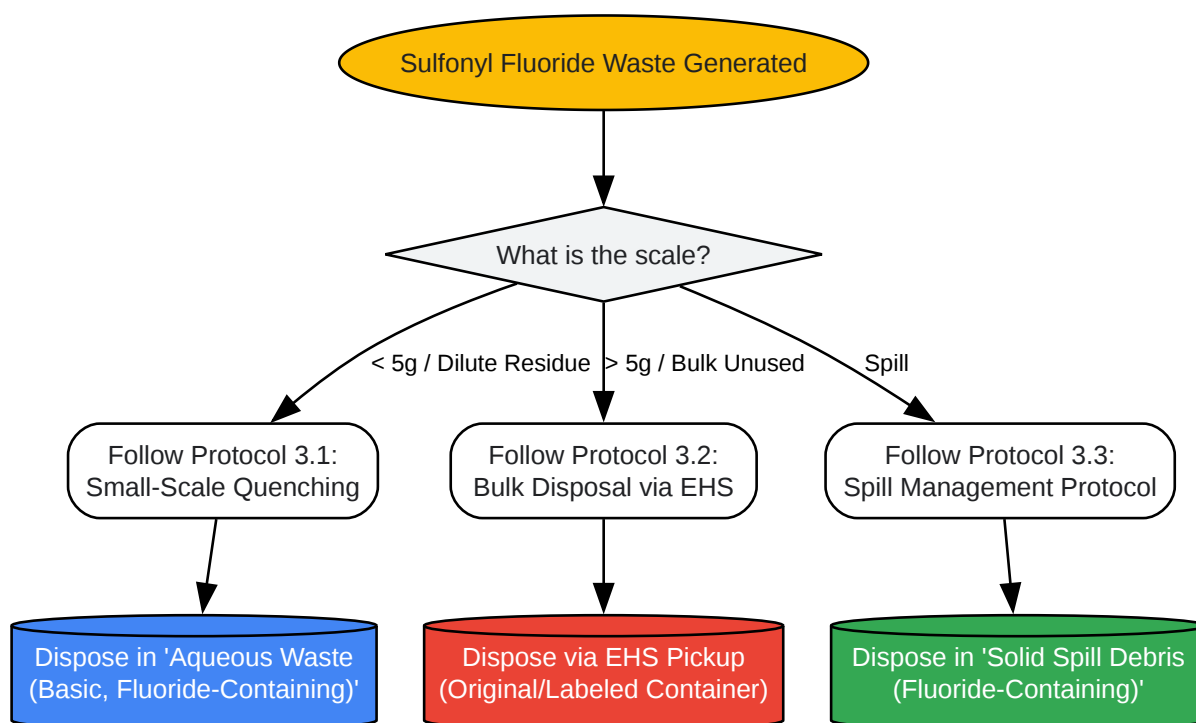 Sulfonyl Fluoride Waste Generated
What is the scale?
< 5g / Dilute Residue
> 5g / Bulk Unused
Spill
Follow Protocol 3.1:
Small-Scale Quenching
Follow Protocol 3.2:
Bulk Disposal via EHS
Follow Protocol 3.3:
Spill Management Protocol
Dispose in 'Aqueous Waste
(Basic, Fluoride-Containing)'
Dispose via EHS Pickup
(Original/Labeled Container)
Dispose in 'Solid Spill Debris
(Fluoride-Containing)'